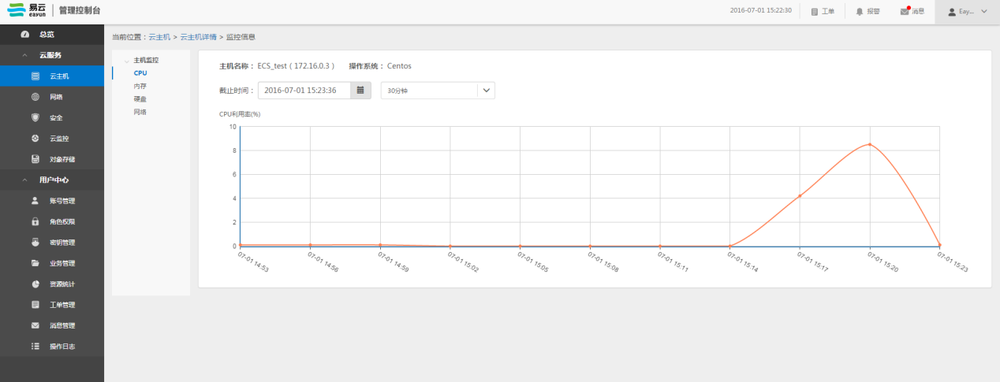 易云
eayun
管理控制台
2016-07-01 15:22:30
工单
报警
消息
Eay...
总览
云服务
云主机
网络
安全
云监控
对象存储
用户中心
账号管理
角色权限
密钥管理
业务管理
资源统计
工单管理
消息管理
操作日志
当前位置：云主机 > 云主机详情 > 监控信息
主机监控
CPU
内存
硬盘
网络
主机名称： ECS_test ( 172.16.0.3 ) 操作系统： Centos
截止时间： 2016-07-01 15:23:36 30分钟
CPU利用率(%)
10
8
6
4
2
0
07-01 14:53
07-01 14:56
07-01 14:59
07-01 15:02
07-01 15:05
07-01 15:08
07-01 15:11
07-01 15:14
07-01 15:17
07-01 15:20
07-01 15:23